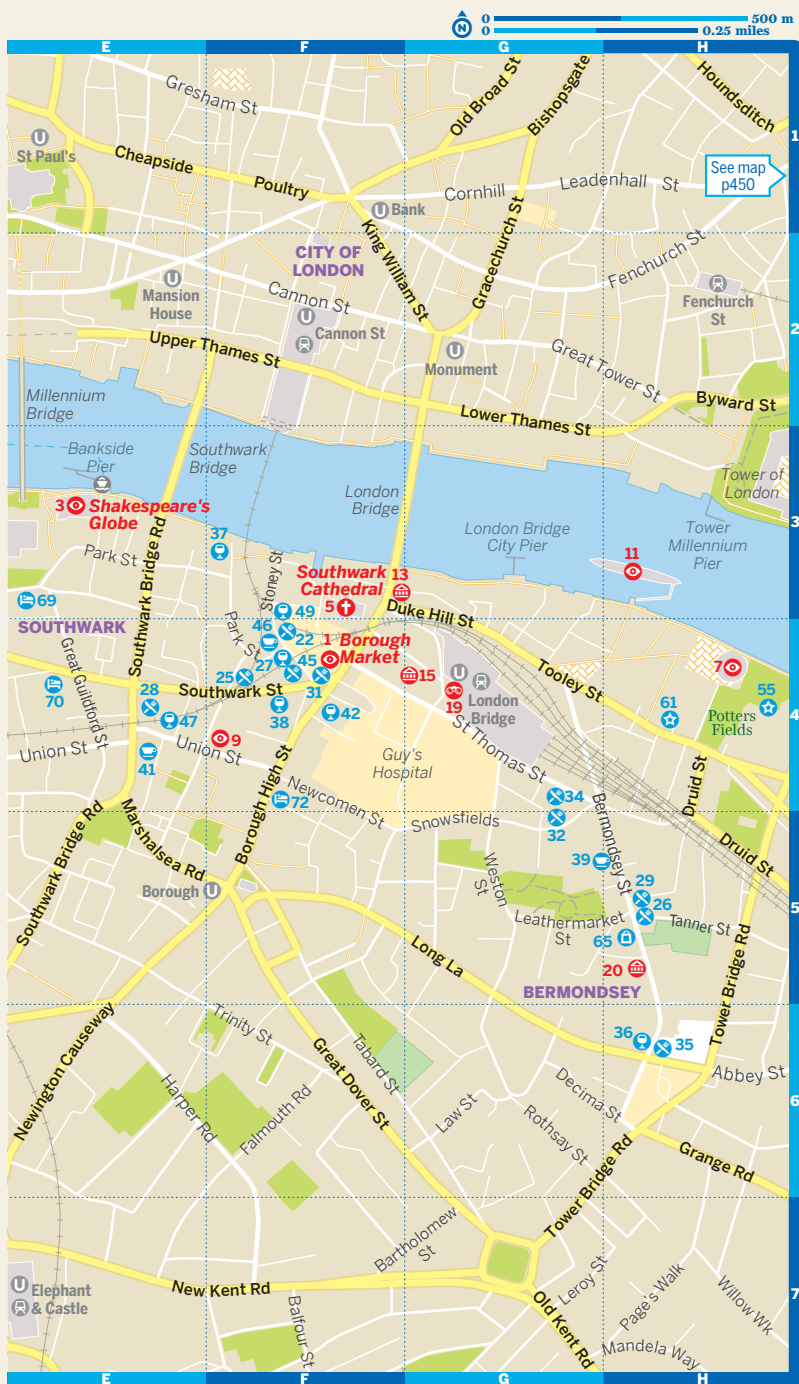 N
0
500 m
0
0.25 miles
E
F
G
H
Gresham St
Old Broad St
Bishopsgate
Houndsditch
1
St Paul's
Cheapside
Poultry
Cornhill
Leadenhall St
See map
p450
Bank
King William St
Gracechurch St
CITY OF
LONDON
Fenchurch St
Mansion
House
Cannon St
Fenchurch
St
Cannon St
2
Upper Thames St
Monument
Great Tower St
Millennium
Bridge
Lower Thames St
Byward St
Bankside
Pier
Southwark
Bridge
Tower of
London
London
Bridge
3 Shakespeare's
Globe
London Bridge
City Pier
Tower
Millennium
Pier
3
37
Park St
Southwark Bridge Rd
Stoney St
11
Southwark
Cathedral
13
5
69
49
Duke Hill St
SOUTHWARK
Park St
46
22
1 Borough
Market
27
45
Great Guildford St
25
31
15
Tooley St
7
70
28
Southwark St
19
London
Bridge
61
55
47
38
42
Potters
Fields
4
Union St
41
Union St
9
Guy's
Hospital
St Thomas St
Borough High St
72
Newcomen St
34
32
Druid St
Southwark Bridge Rd
Marshalsea Rd
Snowsfields
Bermondsey St
Druid St
39
Weston
St
Borough
29
26
5
Leathermarket
St
Tanner St
65
Long La
20
BERMONDSEY
Tower Bridge Rd
Newington Causeway
Trinity St
Tabard St
36
35
Great Dover St
Abbey St
Harper Rd
Falmouth Rd
Law St
Decima St
Rothsay St
6
Grange Rd
Tower Bridge Rd
Bartholomew
St
Elephant
& Castle
New Kent Rd
Leroy St
Page's Walk
Willow Wk
7
Balfour St
Old Kent Rd
Mandela Way
E
F
G
H